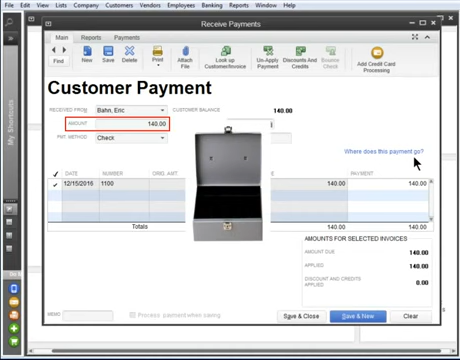 File Edit View Lists Company Customers Vendors Employees Banking Reports Window Help
Receive Payments
Main Reports Payments
Find New Save Delete Print Attach File Look up Customer/Invoice Un-Apply Payment Discounts And Credits Add Credit Card Processing
Customer Payment
RECEIVED FROM Bahn, Eric CUSTOMER BALANCE 140.00
AMOUNT 140.00
PMT. METHOD Check
Where does this payment go?
My Shortcuts
DATE NUMBER ORIG. AMT. PAYMENT
12/15/2016 1100 140.00 140.00
Totals 140.00 140.00
AMOUNTS FOR SELECTED INVOICES
AMOUNT DUE 140.00
APPLIED 140.00
DISCOUNT AND CREDITS APPLIED 0.00
MEMO Process payment when saving Save & Close Save & New Clear